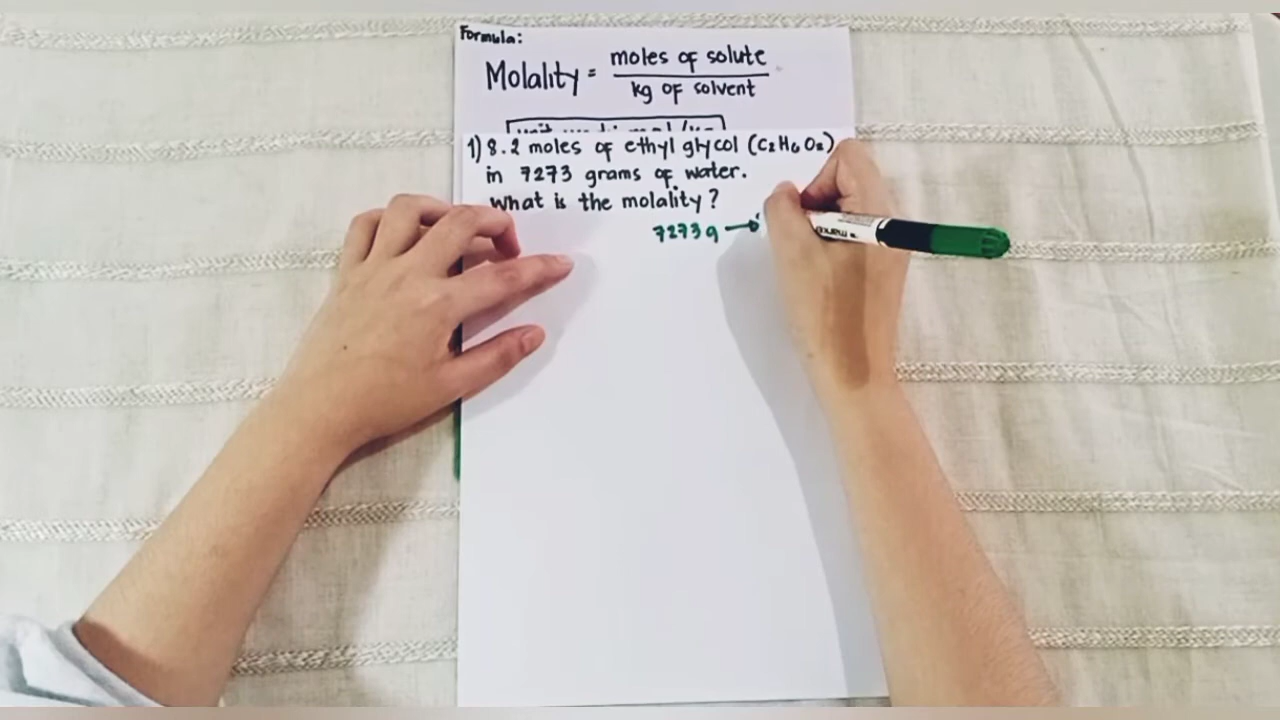 Formula:
Molality = moles of solute
kg of solvent
1) 8.2 moles of ethyl glycol (C₂H₆O₂)
in 7273 grams of water.
What is the molality?
7273g →